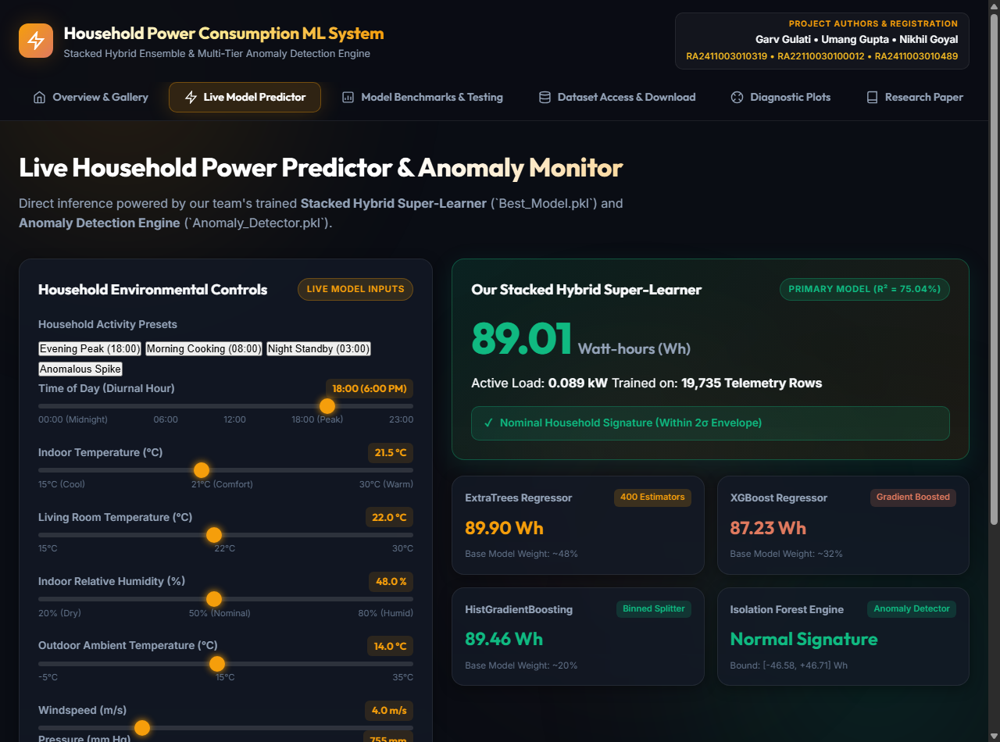 Household Power Consumption ML System
Stacked Hybrid Ensemble & Multi-Tier Anomaly Detection Engine
PROJECT AUTHORS & REGISTRATION
Garv Gulati • Umang Gupta • Nikhil Goyal
RA2411003010319 • RA22110030100012 • RA2411003010489
Overview & Gallery
Live Model Predictor
Model Benchmarks & Testing
Dataset Access & Download
Diagnostic Plots
Research Paper
Live Household Power Predictor & Anomaly Monitor
Direct inference powered by our team's trained Stacked Hybrid Super-Learner (`Best_Model.pkl`) and
Anomaly Detection Engine (`Anomaly_Detector.pkl`).
Household Environmental Controls
LIVE MODEL INPUTS
Household Activity Presets
Evening Peak (18:00) Morning Cooking (08:00) Night Standby (03:00)
Anomalous Spike
Time of Day (Diurnal Hour) 18:00 (6:00 PM)
00:00 (Midnight) 06:00 12:00 18:00 (Peak) 23:00
Indoor Temperature (°C) 21.5 °C
15°C (Cool) 21°C (Comfort) 30°C (Warm)
Living Room Temperature (°C) 22.0 °C
15°C 22°C 30°C
Indoor Relative Humidity (%) 48.0 %
20% (Dry) 50% (Nominal) 80% (Humid)
Outdoor Ambient Temperature (°C) 14.0 °C
-5°C 15°C 35°C
Windspeed (m/s) 4.0 m/s
Pressure (mm Hg) 755 mm
Our Stacked Hybrid Super-Learner
PRIMARY MODEL (R² = 75.04%)
89.01 Watt-hours (Wh)
Active Load: 0.089 kW Trained on: 19,735 Telemetry Rows
✓ Nominal Household Signature (Within 2σ Envelope)
ExtraTrees Regressor
400 Estimators
89.90 Wh
Base Model Weight: ~48%
XGBoost Regressor
Gradient Boosted
87.23 Wh
Base Model Weight: ~32%
HistGradientBoosting
Binned Splitter
89.46 Wh
Base Model Weight: ~20%
Isolation Forest Engine
Anomaly Detector
Normal Signature
Bound: [-46.58, +46.71] Wh